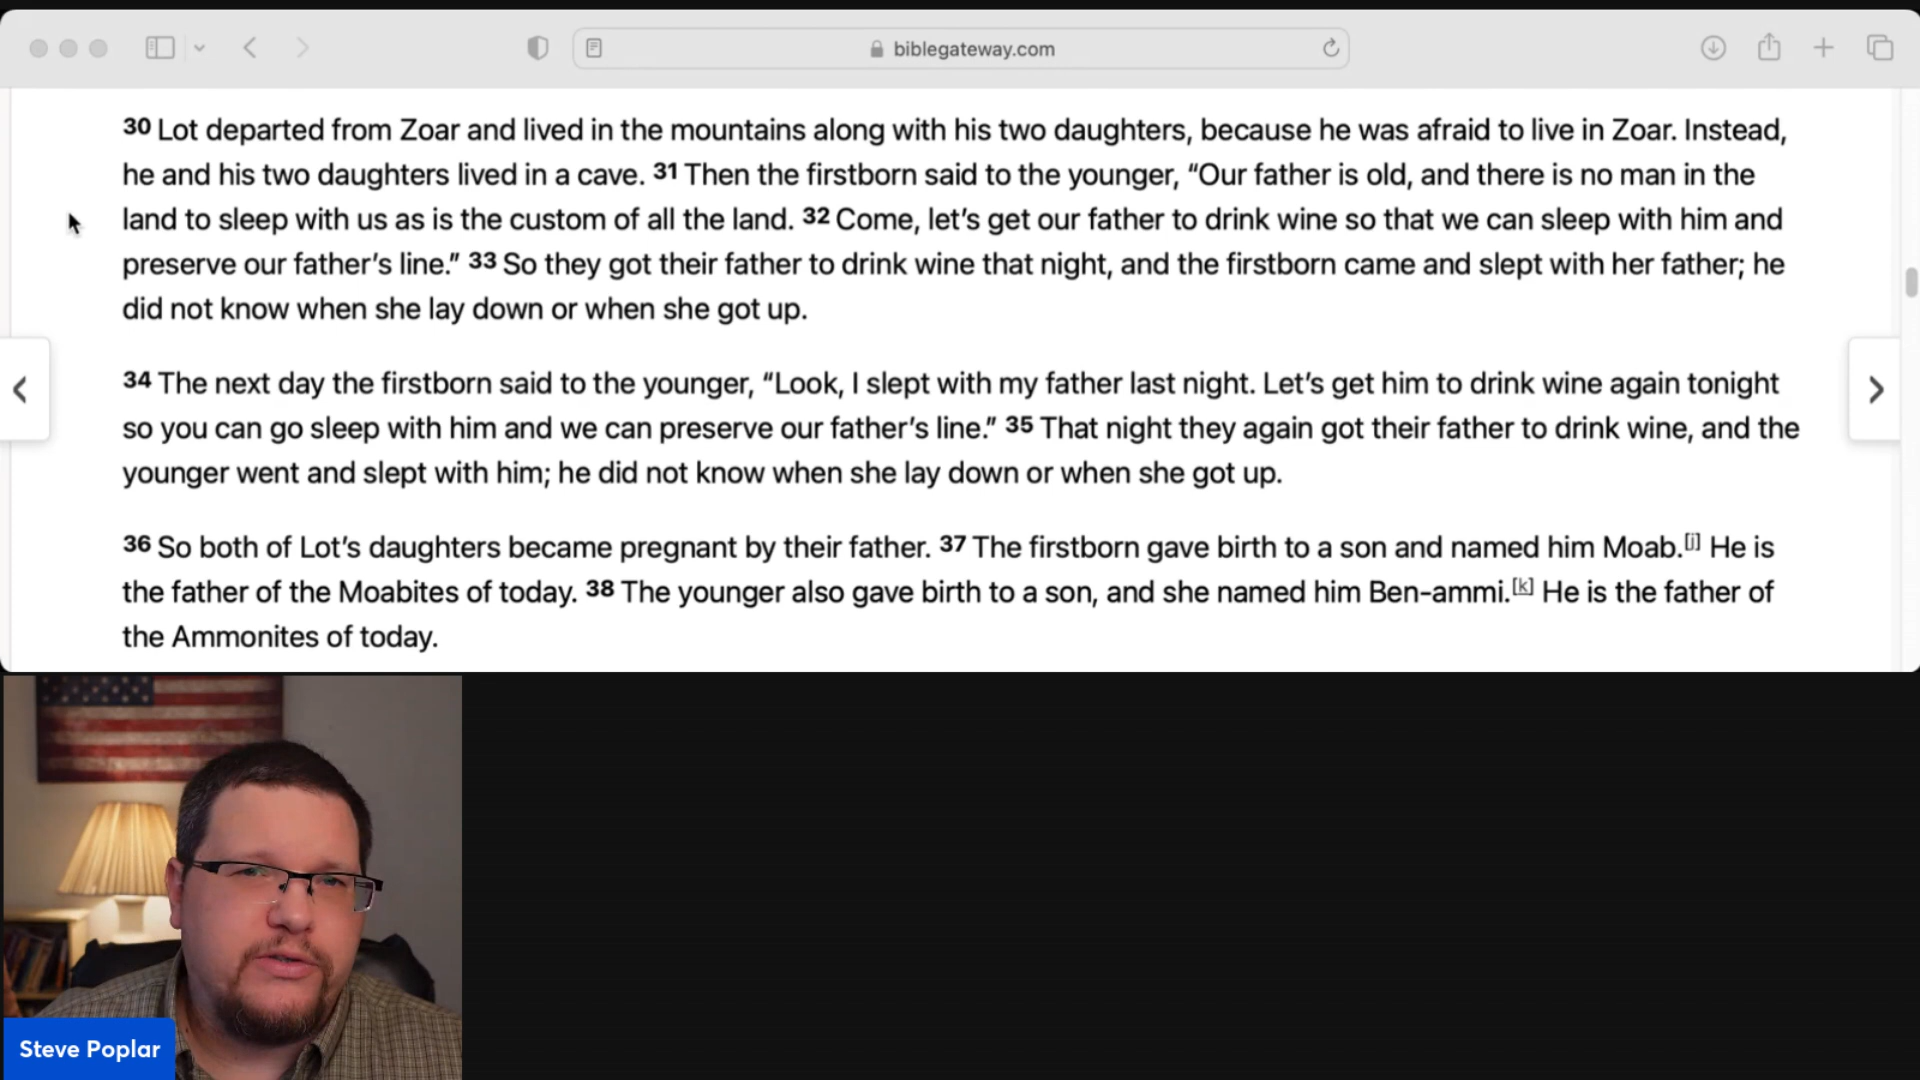 biblegateway.com
30 Lot departed from Zoar and lived in the mountains along with his two daughters, because he was afraid to live in Zoar. Instead,
he and his two daughters lived in a cave. 31 Then the firstborn said to the younger, “Our father is old, and there is no man in the
land to sleep with us as is the custom of all the land. 32 Come, let’s get our father to drink wine so that we can sleep with him and
preserve our father’s line.” 33 So they got their father to drink wine that night, and the firstborn came and slept with her father; he
did not know when she lay down or when she got up.
34 The next day the firstborn said to the younger, “Look, I slept with my father last night. Let’s get him to drink wine again tonight
so you can go sleep with him and we can preserve our father’s line.” 35 That night they again got their father to drink wine, and the
younger went and slept with him; he did not know when she lay down or when she got up.
36 So both of Lot’s daughters became pregnant by their father. 37 The firstborn gave birth to a son and named him Moab.[j] He is
the father of the Moabites of today. 38 The younger also gave birth to a son, and she named him Ben-ammi.[k] He is the father of
the Ammonites of today.
Steve Poplar